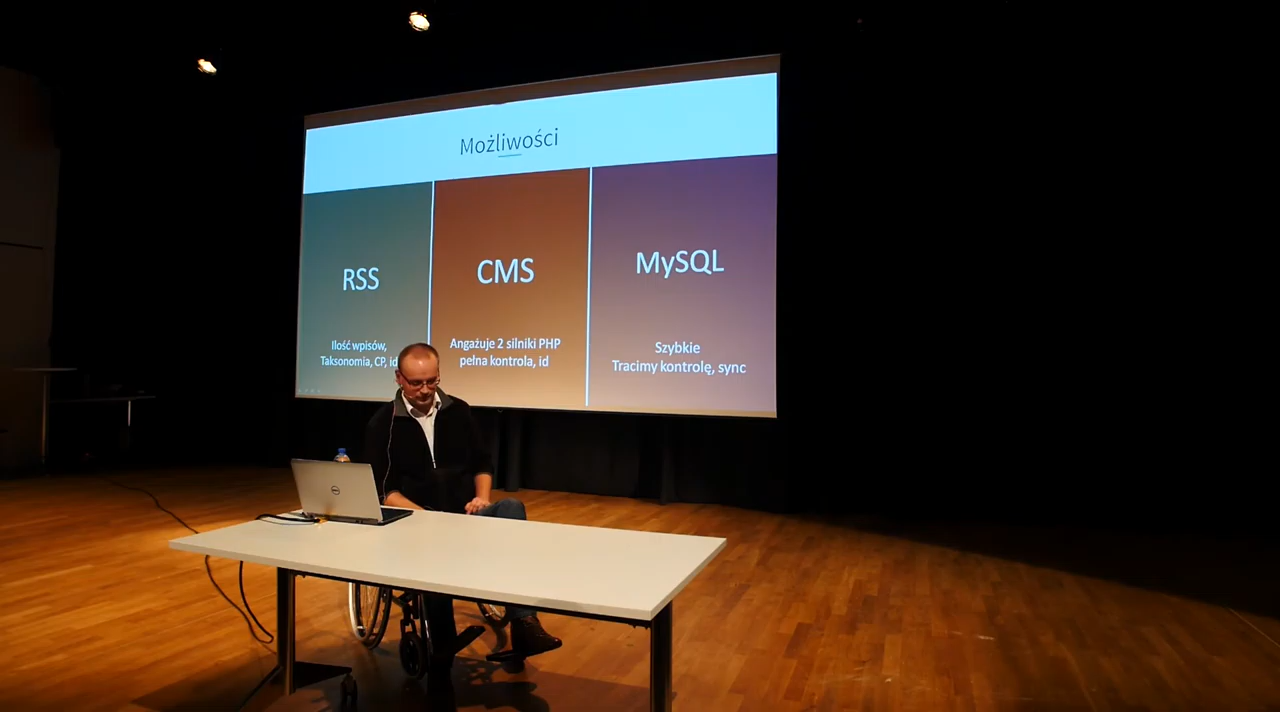 Możliwości
RSS
Ilość wpisów,
Taksonomia, CP, id
CMS
Angażuje 2 silniki PHP
pełna kontrola, id
MySQL
Szybkie
Tracimy kontrolę, sync
DELL